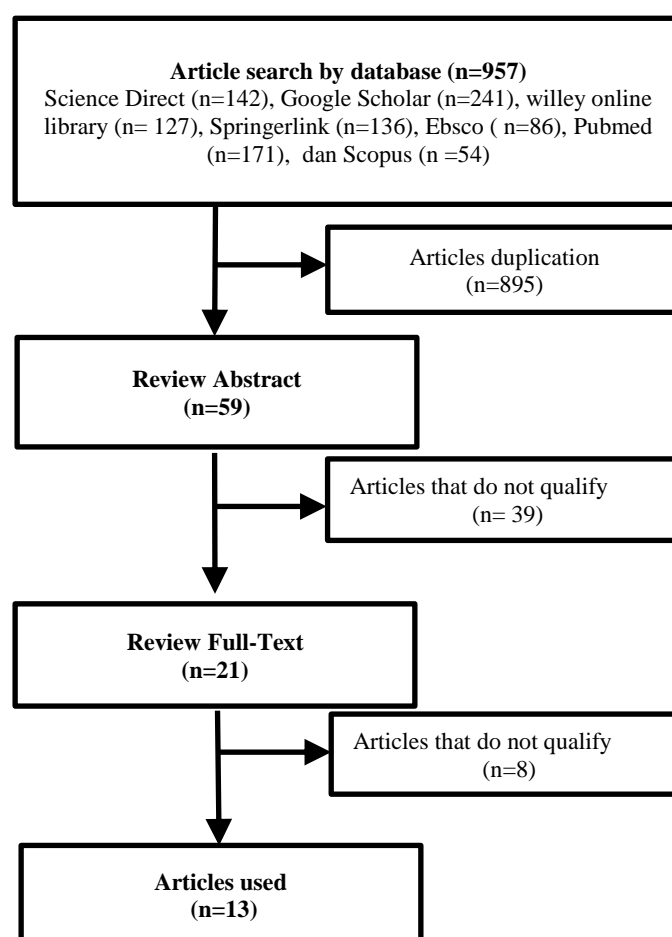 Article search by database (n=957)
Science Direct (n=142), Google Scholar (n=241), willey online
library (n= 127), Springerlink (n=136), Ebsco ( n=86), Pubmed
(n=171),  dan Scopus (n =54)
Articles duplication
(n=895)
Review Abstract
(n=59)
Articles that do not qualify
(n= 39)
Review Full-Text
(n=21)
Articles that do not qualify
(n=8)
Articles used
(n=13)